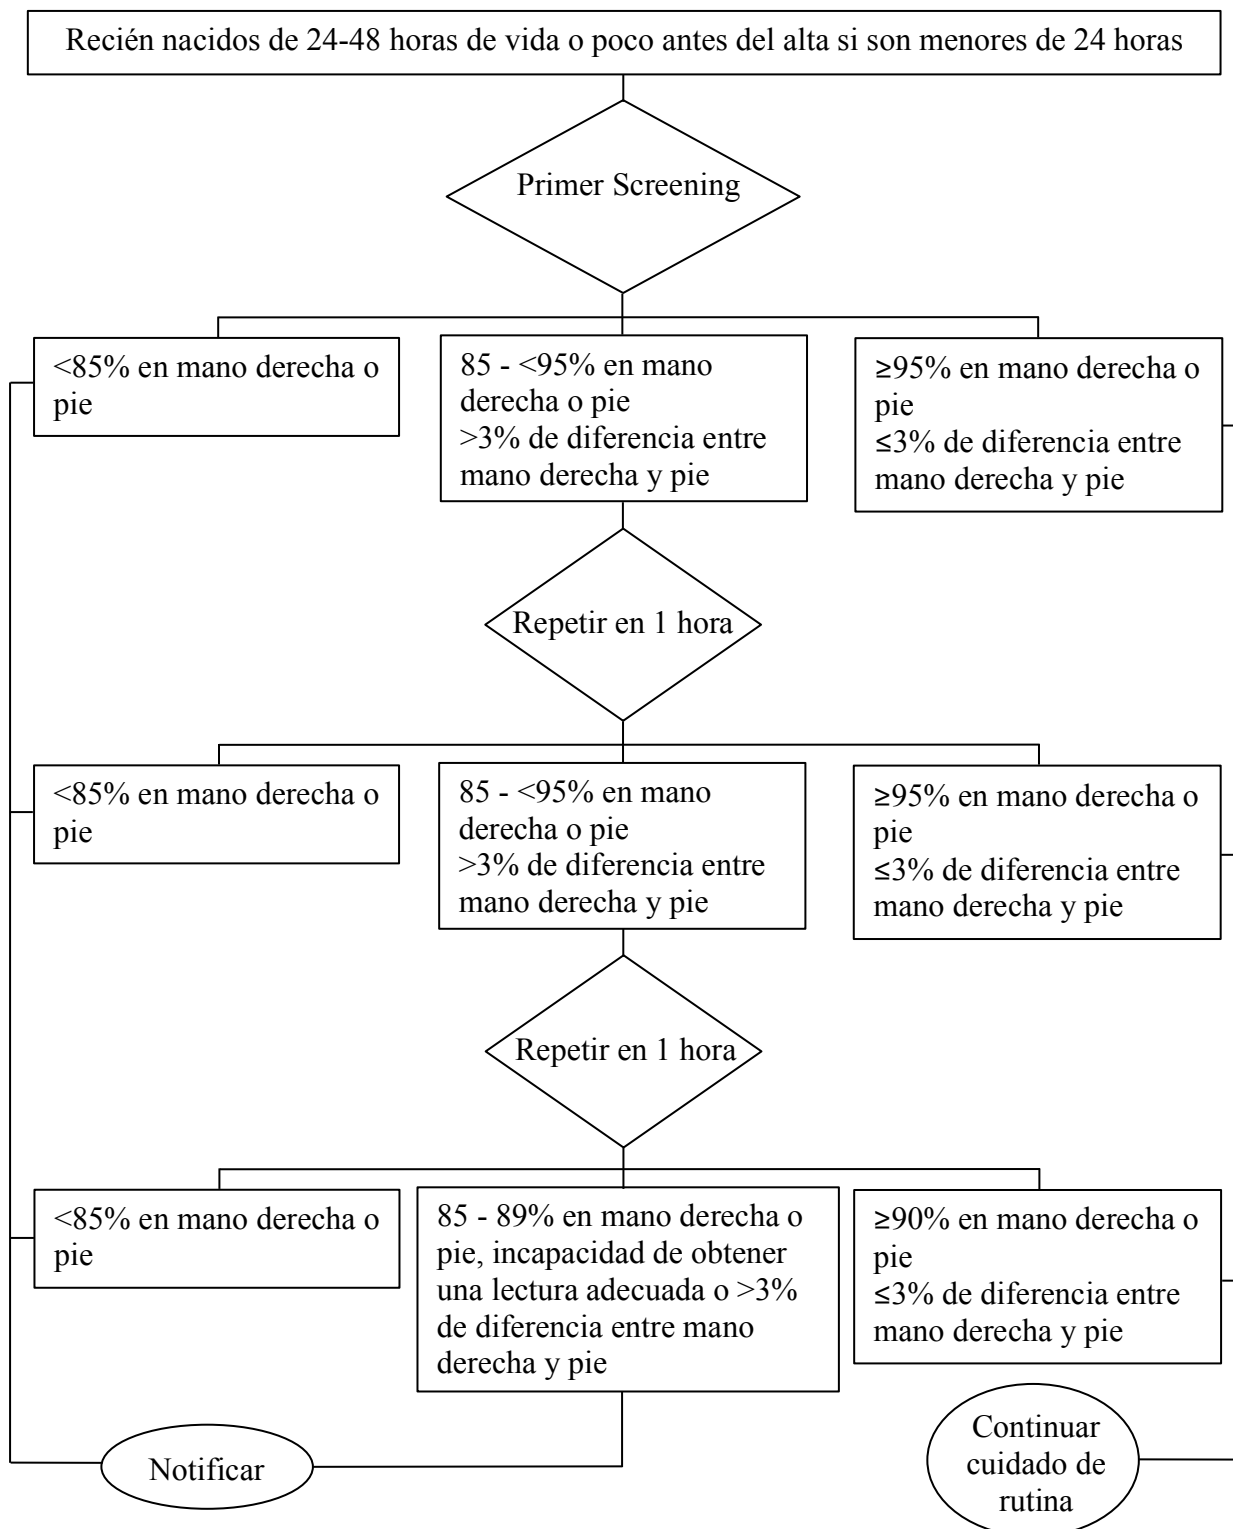 Recién nacidos de 24-48 horas de vida o poco antes del alta si son menores de 24 horas
Primer Screening
<85% en mano derecha o
pie
85 - <95% en mano
derecha o pie
>3% de diferencia entre
mano derecha y pie
≥95% en mano derecha o
pie
≤3% de diferencia entre
mano derecha y pie
Repetir en 1 hora
<85% en mano derecha o
pie
85 - <95% en mano
derecha o pie
>3% de diferencia entre
mano derecha y pie
≥95% en mano derecha o
pie
≤3% de diferencia entre
mano derecha y pie
Repetir en 1 hora
<85% en mano derecha o
pie
85 - 89% en mano derecha o
pie, incapacidad de obtener
una lectura adecuada o >3%
de diferencia entre mano
derecha y pie
≥90% en mano derecha o
pie
≤3% de diferencia entre
mano derecha y pie
Notificar
Continuar
cuidado de
rutina